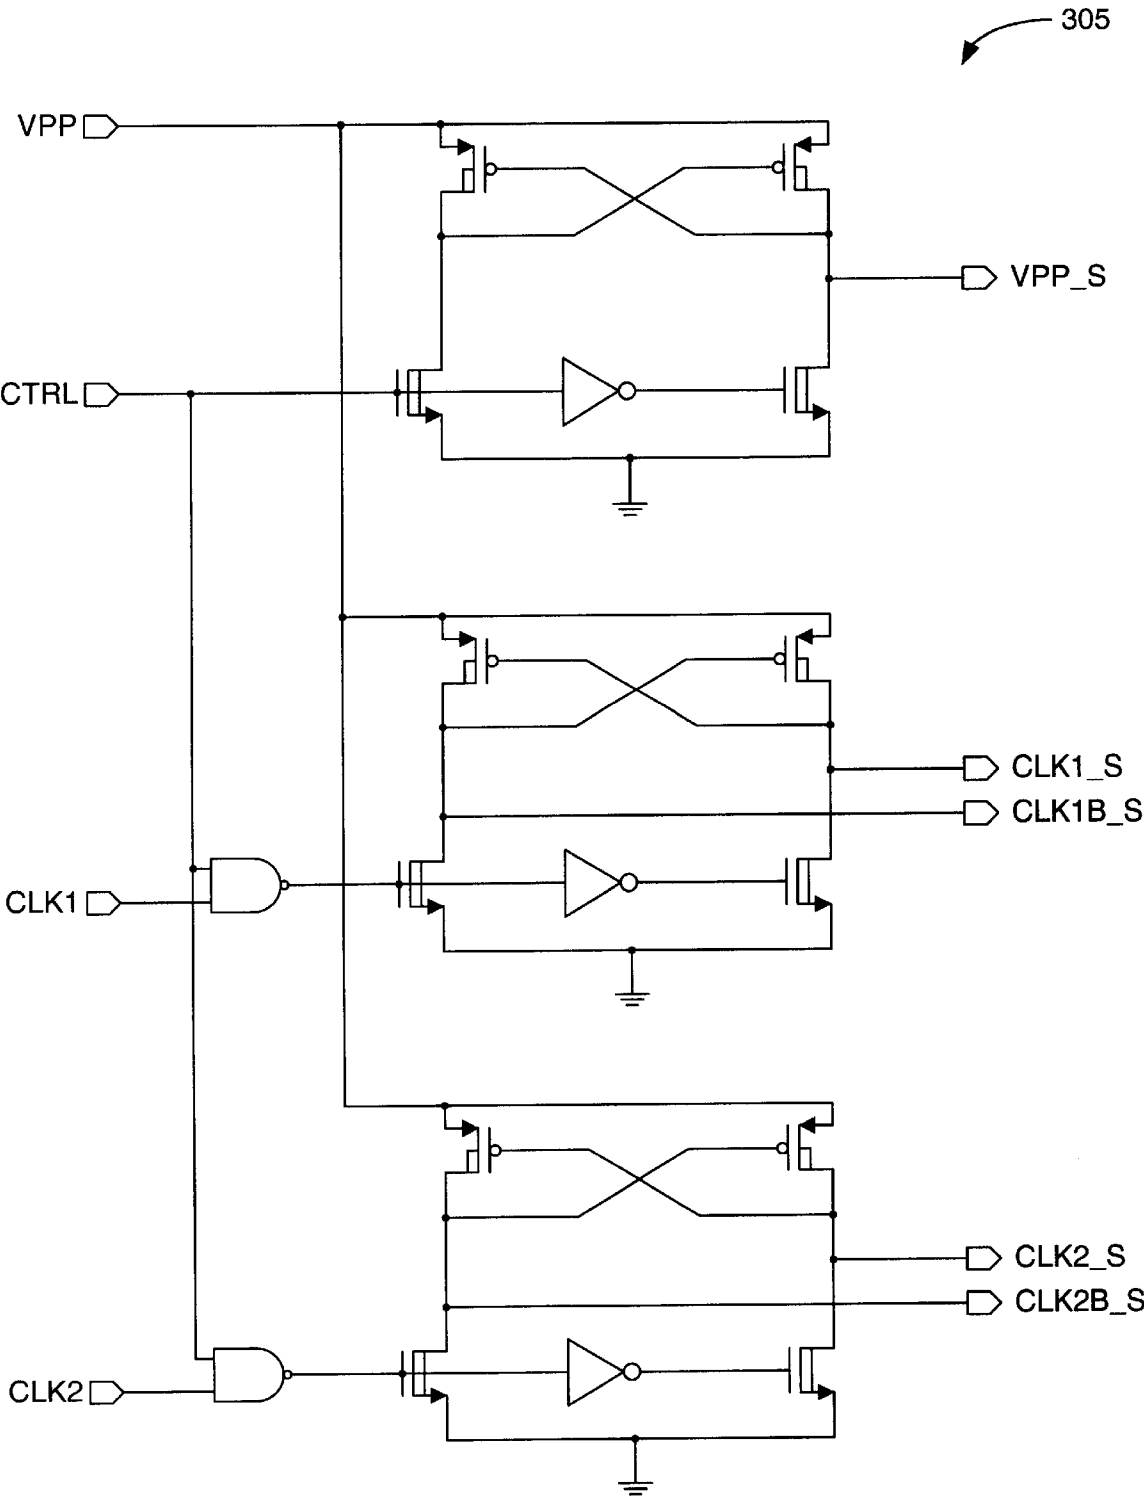 305
VPP
VPP_S
CTRL
CLK1_S
CLK1B_S
CLK1
CLK2_S
CLK2B_S
CLK2